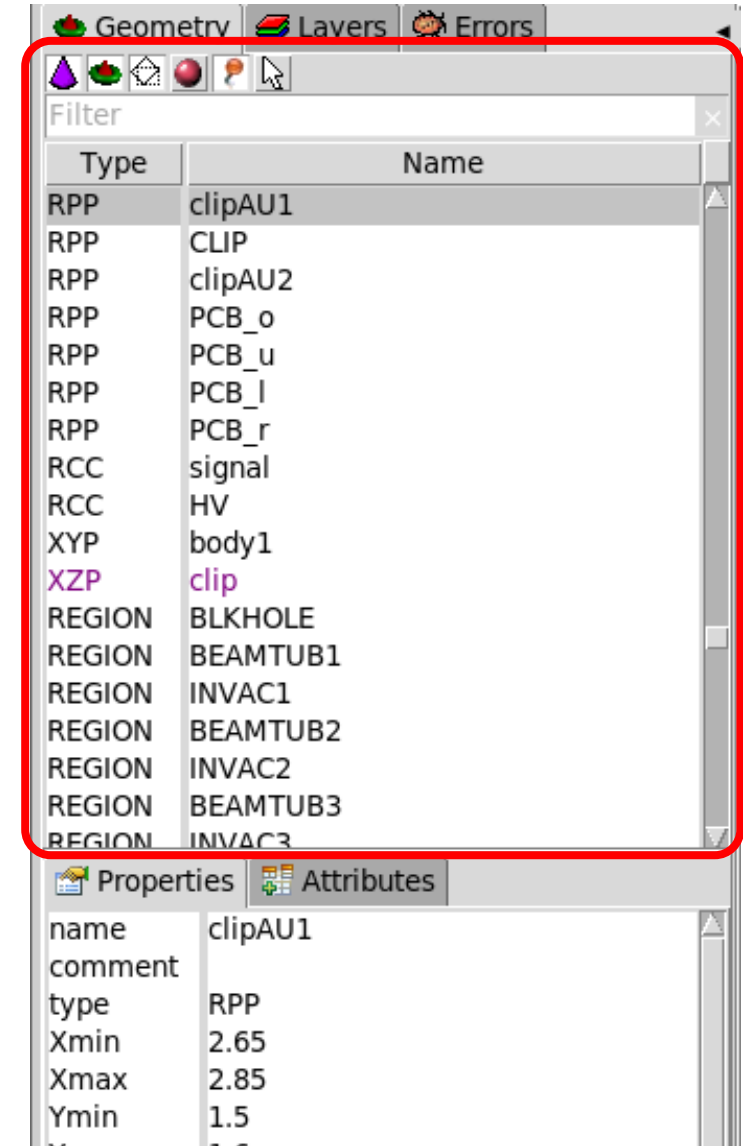 Geometry Layers Errors
Filter
Type Name
RPP clipAU1
RPP CLIP
RPP clipAU2
RPP PCB_o
RPP PCB_u
RPP PCB_l
RPP PCB_r
RCC signal
RCC HV
XYP body1
XZP clip
REGION BLKHOLE
REGION BEAMTUB1
REGION INVAC1
REGION BEAMTUB2
REGION INVAC2
REGION BEAMTUB3
REGION INVAC3
Properties Attributes
name clipAU1
comment
type RPP
Xmin 2.65
Xmax 2.85
Ymin 1.5